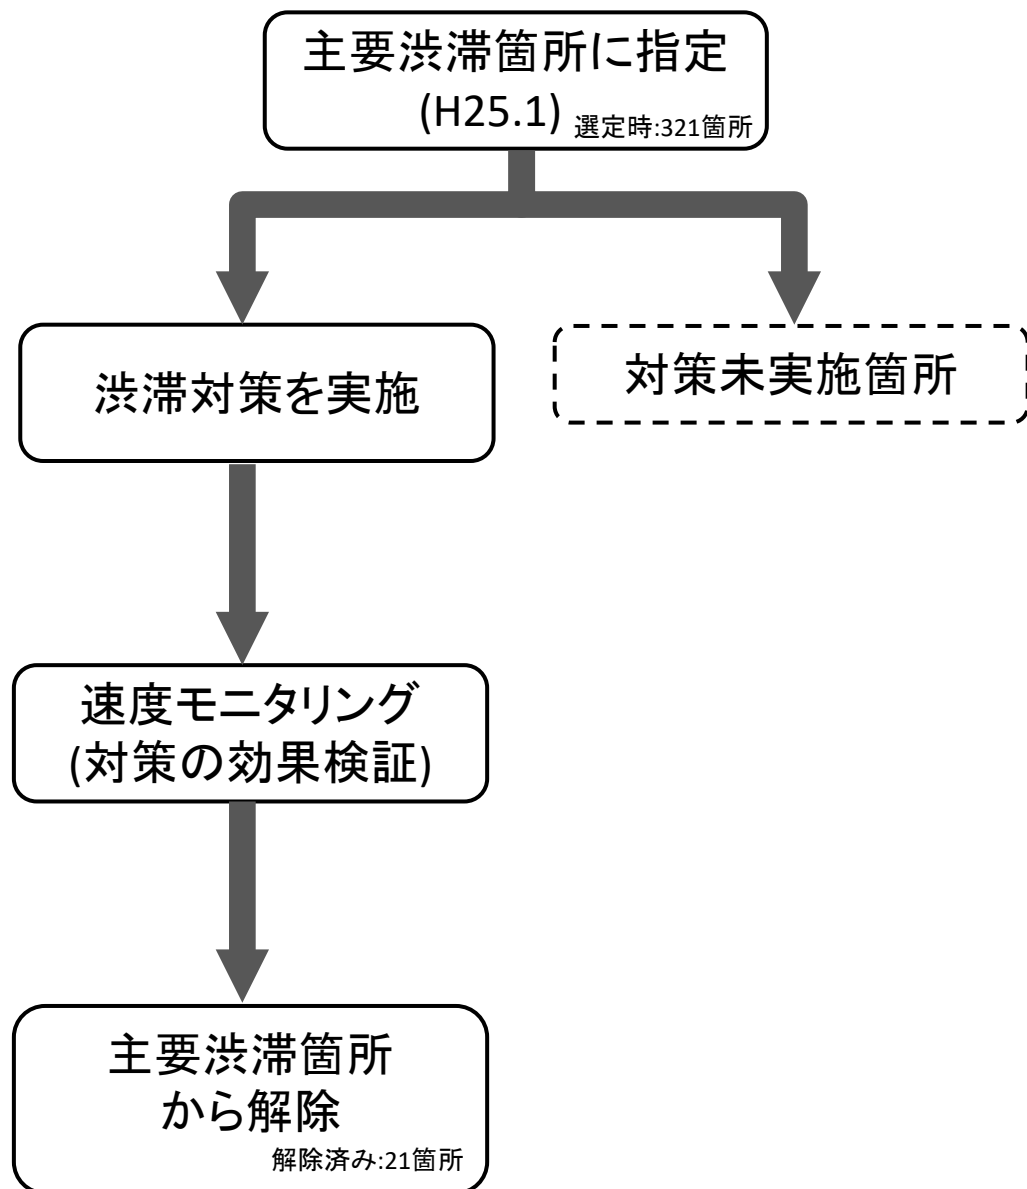 主要渋滞箇所に指定
(H25.1) 選定時:321箇所
渋滞対策を実施
対策未実施箇所
速度モニタリング
(対策の効果検証)
主要渋滞箇所
から解除
解除済み:21箇所